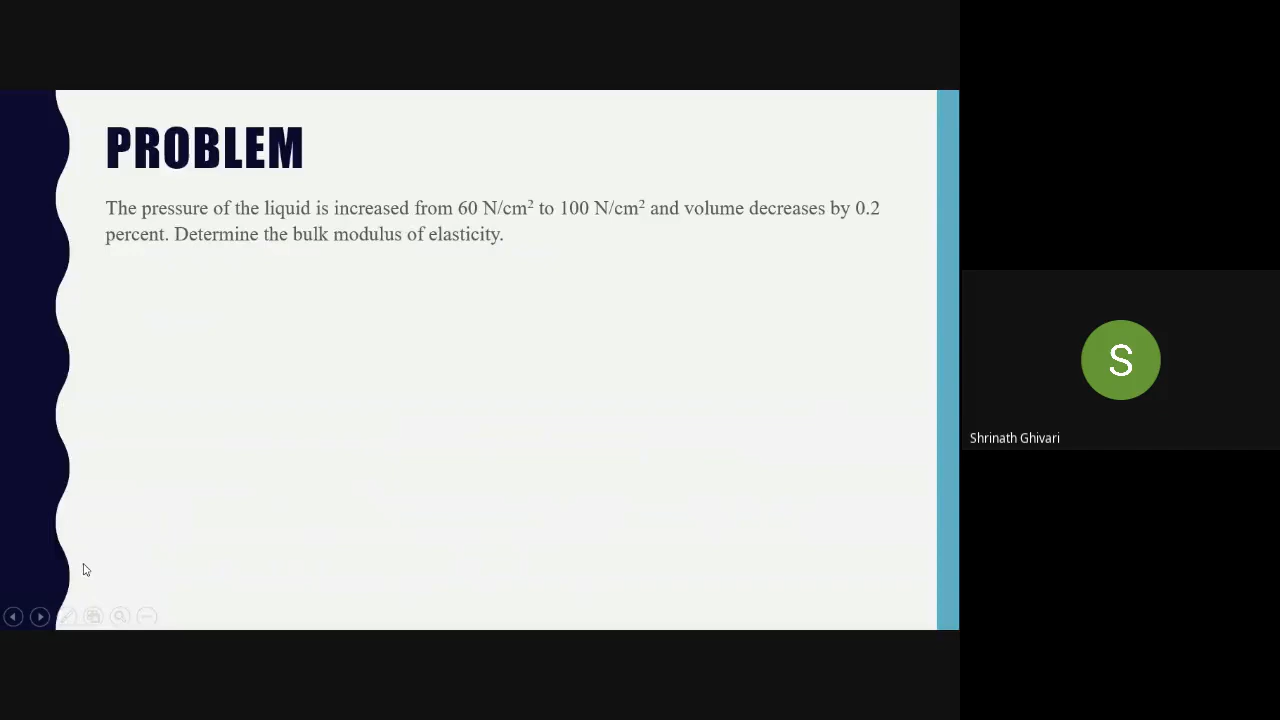 PROBLEM
The pressure of the liquid is increased from 60 N/cm² to 100 N/cm² and volume decreases by 0.2
percent. Determine the bulk modulus of elasticity.
S
Shrinath Ghivari